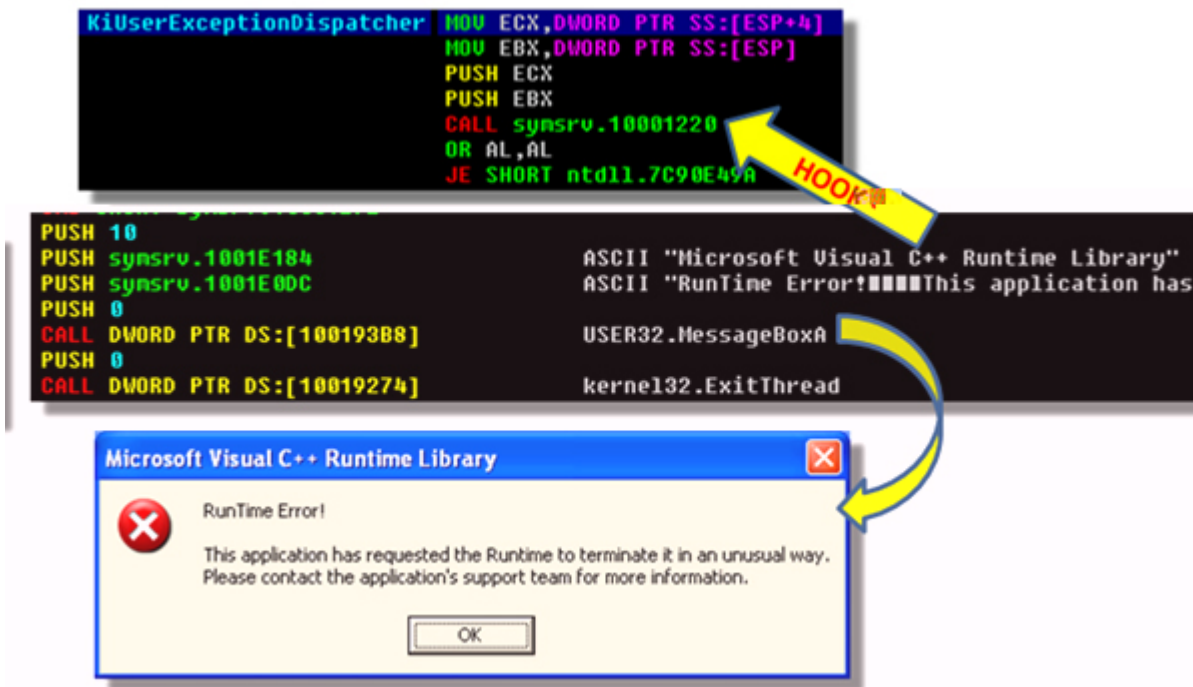 KiUserExceptionDispatcher MOV ECX,DWORD PTR SS:[ESP+4]
MOV EBX,DWORD PTR SS:[ESP]
PUSH ECX
PUSH EBX
CALL symsrv.10001220
OR AL,AL
JE SHORT ntdll.7C90E49A
HOOK
PUSH 10
PUSH symsrv.1001E184 ASCII "Microsoft Visual C++ Runtime Library"
PUSH symsrv.1001E0DC ASCII "RunTime Error!████This application has
PUSH 0
CALL DWORD PTR DS:[100193B8] USER32.MessageBoxA
PUSH 0
CALL DWORD PTR DS:[10019274] kernel32.ExitThread
Microsoft Visual C++ Runtime Library
RunTime Error!
This application has requested the Runtime to terminate it in an unusual way.
Please contact the application's support team for more information.
OK